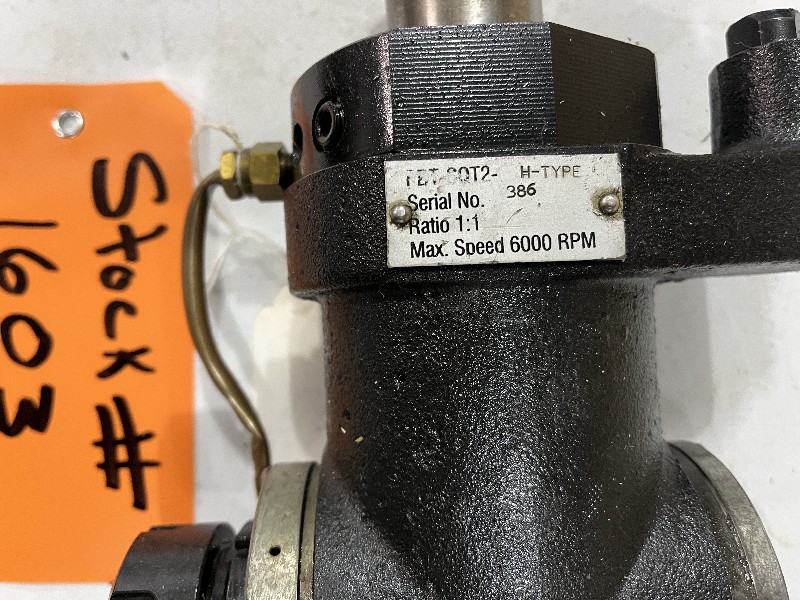 H-TYPE
Serial No. 386
Ratio 1:1
Max. Speed 6000 RPM
Stock #
1603